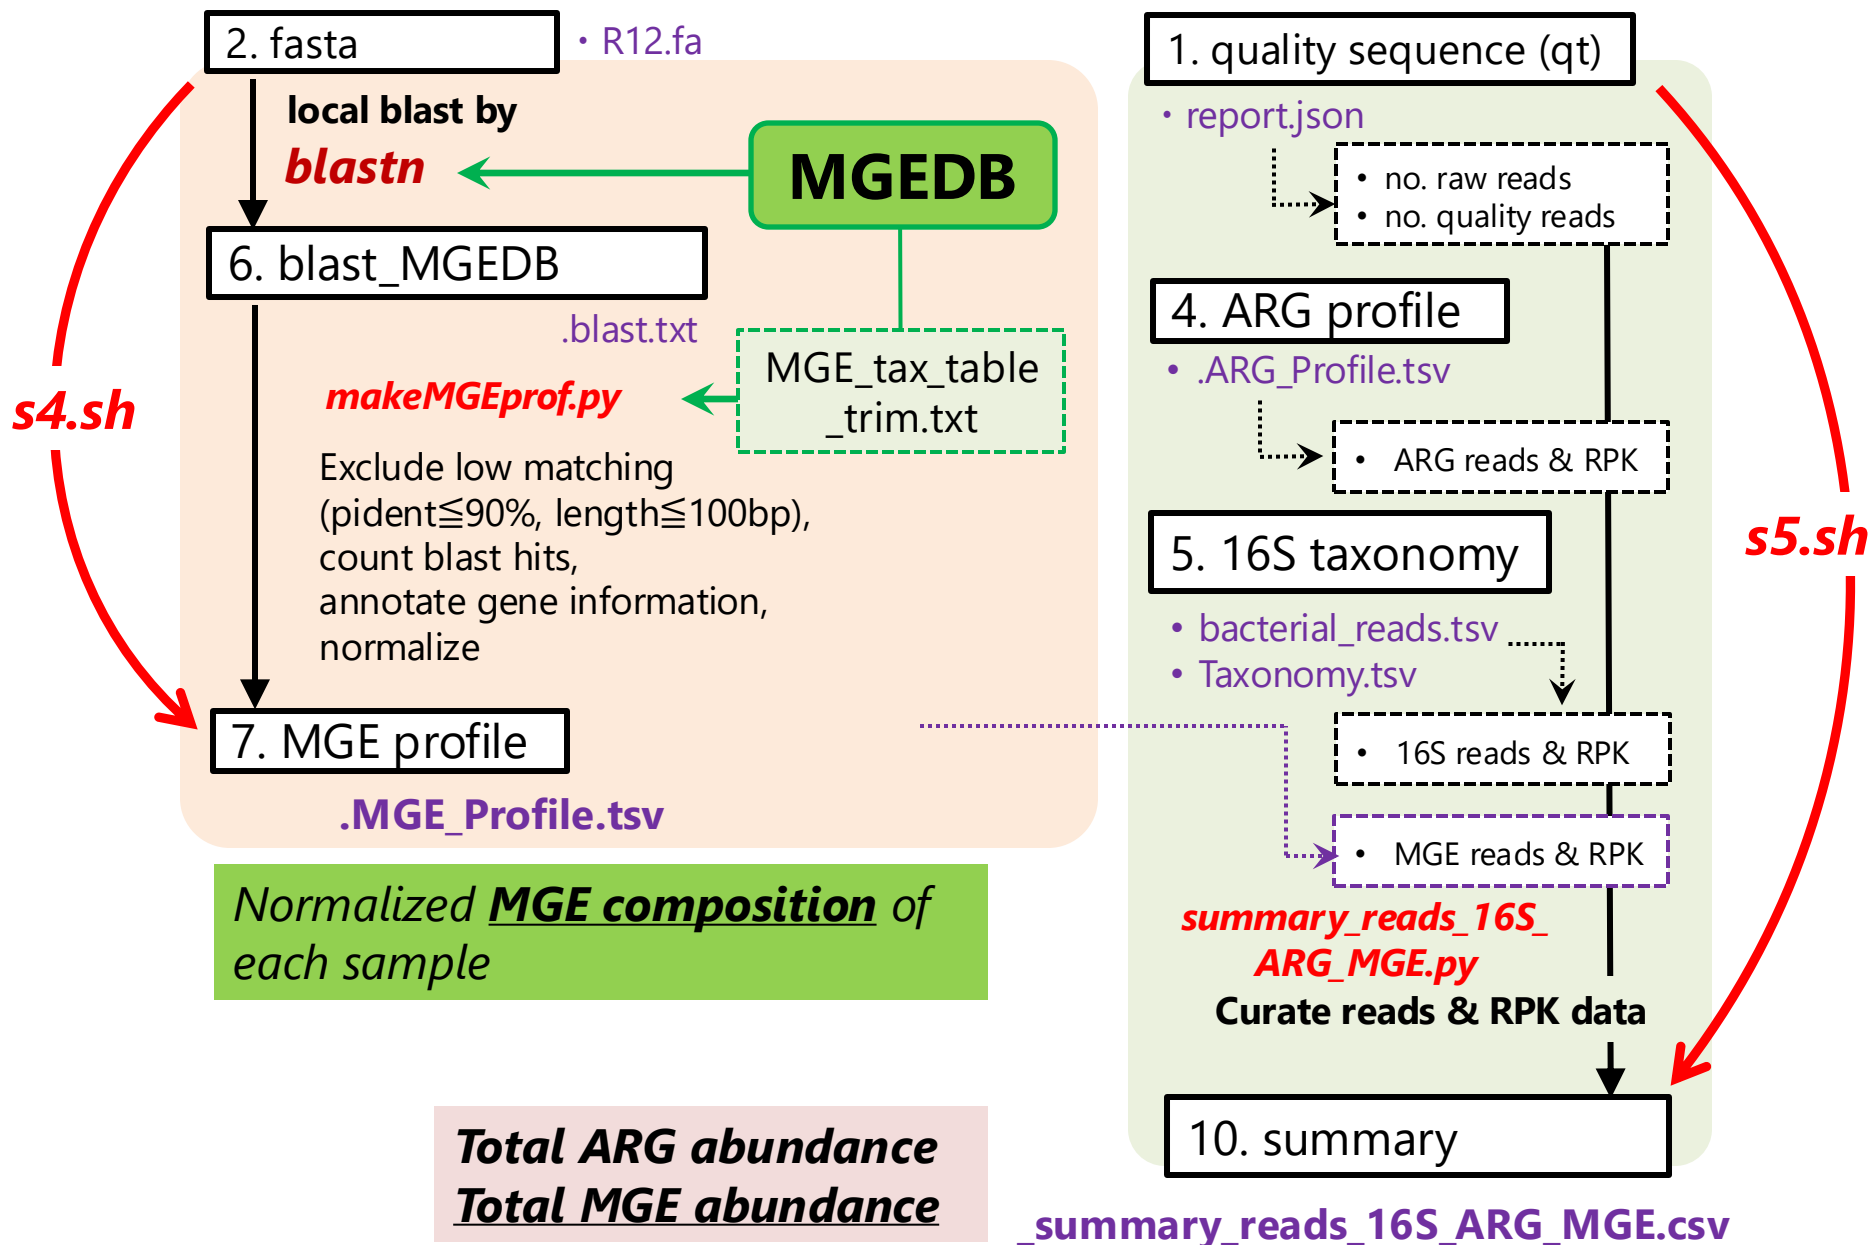 2. fasta
・R12.fa
local blast by
blastn
MGEDB
6. blast_MGEDB
.blast.txt
makeMGEprof.py
MGE_tax_table
_trim.txt
s4.sh
Exclude low matching
(pident≦90%, length≦100bp),
count blast hits,
annotate gene information,
normalize
7. MGE profile
.MGE_Profile.tsv
Normalized MGE composition of
each sample
Total ARG abundance
Total MGE abundance
1. quality sequence (qt)
・report.json
• no. raw reads
• no. quality reads
4. ARG profile
• .ARG_Profile.tsv
• ARG reads & RPK
5. 16S taxonomy
s5.sh
• bacterial_reads.tsv
• Taxonomy.tsv
• 16S reads & RPK
• MGE reads & RPK
summary_reads_16S_
ARG_MGE.py
Curate reads & RPK data
10. summary
_summary_reads_16S_ARG_MGE.csv